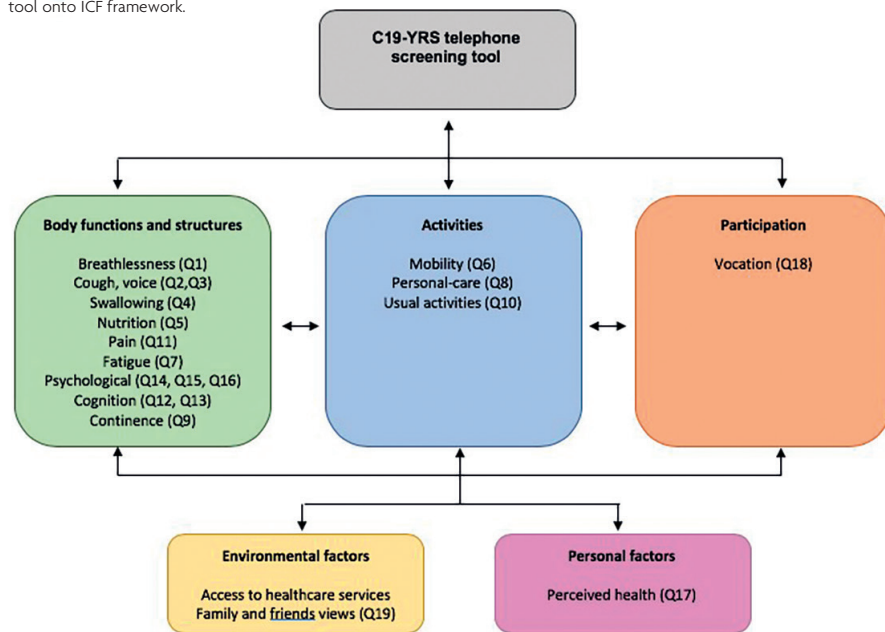 tool onto ICF framework.
C19-YRS telephone
screening tool
Body functions and structures
Breathlessness (Q1)
Cough, voice (Q2,Q3)
Swallowing (Q4)
Nutrition (Q5)
Pain (Q11)
Fatigue (Q7)
Psychological (Q14, Q15, Q16)
Cognition (Q12, Q13)
Continence (Q9)
Activities
Mobility (Q6)
Personal-care (Q8)
Usual activities (Q10)
Participation
Vocation (Q18)
Environmental factors
Access to healthcare services
Family and friends views (Q19)
Personal factors
Perceived health (Q17)